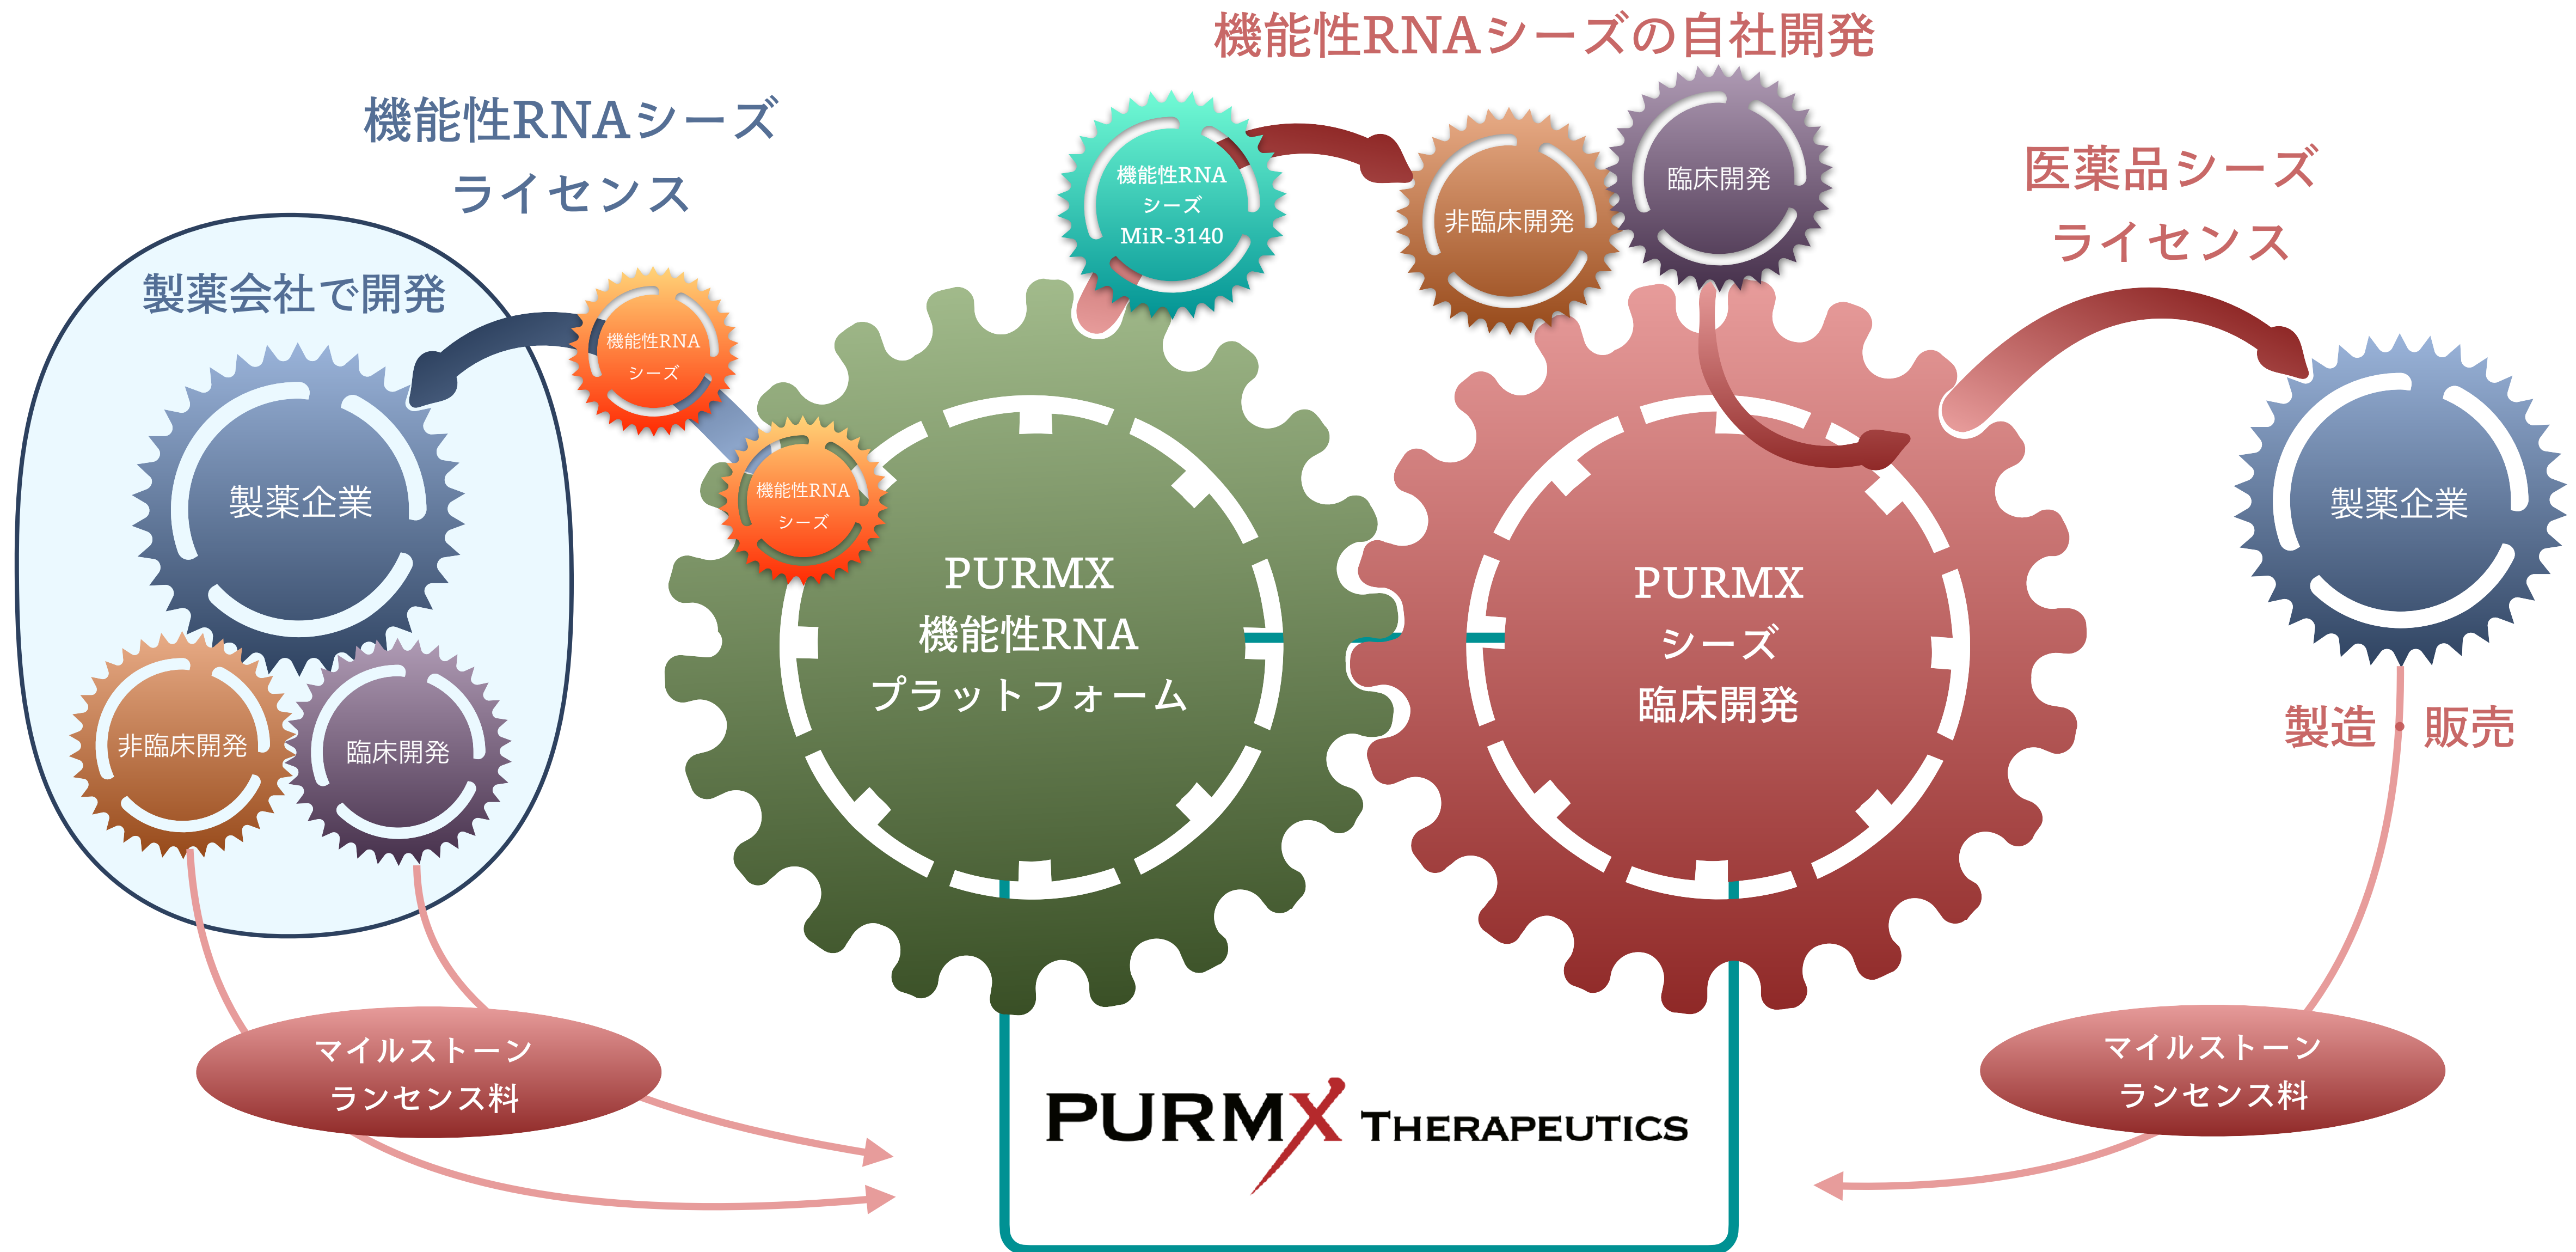 機能性RNAシーズの自社開発
機能性RNAシーズ
ライセンス
医薬品シーズ
ライセンス
製薬会社で開発
機能性RNA
シーズ
MiR-3140
非臨床開発
臨床開発
機能性RNA
シーズ
機能性RNA
シーズ
製薬企業
非臨床開発
臨床開発
PURMX
機能性RNA
プラットフォーム
PURMX
シーズ
臨床開発
製薬企業
製造・販売
マイルストーン
ランセンス料
PURMX THERAPEUTICS
マイルストーン
ランセンス料